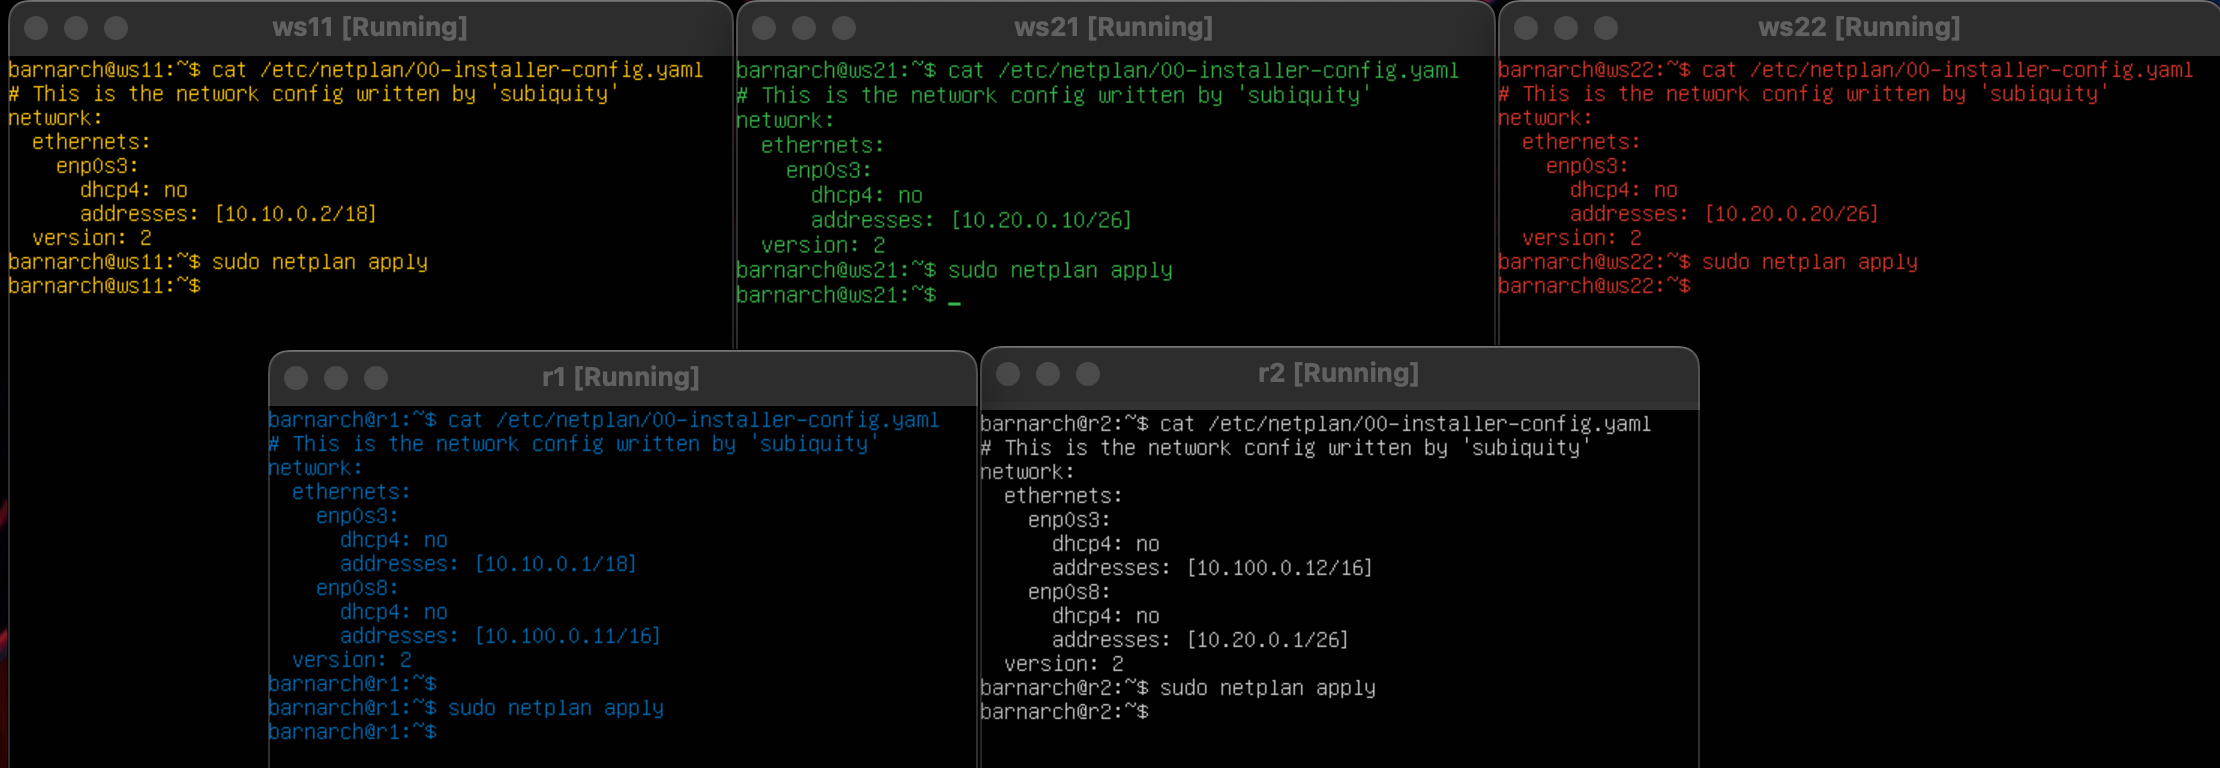 ws11 [Running]
barnarch@ws11:~$ cat /etc/netplan/00-installer-config.yaml
# This is the network config written by 'subiquity'
network:
  ethernets:
    enp0s3:
      dhcp4: no
      addresses: [10.10.0.2/18]
  version: 2
barnarch@ws11:~$ sudo netplan apply
barnarch@ws11:~$
ws21 [Running]
barnarch@ws21:~$ cat /etc/netplan/00-installer-config.yaml
# This is the network config written by 'subiquity'
network:
  ethernets:
    enp0s3:
      dhcp4: no
      addresses: [10.20.0.10/26]
  version: 2
barnarch@ws21:~$ sudo netplan apply
barnarch@ws21:~$ _
ws22 [Running]
barnarch@ws22:~$ cat /etc/netplan/00-installer-config.yaml
# This is the network config written by 'subiquity'
network:
  ethernets:
    enp0s3:
      dhcp4: no
      addresses: [10.20.0.20/26]
  version: 2
barnarch@ws22:~$ sudo netplan apply
barnarch@ws22:~$
r1 [Running]
barnarch@r1:~$ cat /etc/netplan/00-installer-config.yaml
# This is the network config written by 'subiquity'
network:
  ethernets:
    enp0s3:
      dhcp4: no
      addresses: [10.10.0.1/18]
    enp0s8:
      dhcp4: no
      addresses: [10.100.0.11/16]
  version: 2
barnarch@r1:~$
barnarch@r1:~$ sudo netplan apply
barnarch@r1:~$
r2 [Running]
barnarch@r2:~$ cat /etc/netplan/00-installer-config.yaml
# This is the network config written by 'subiquity'
network:
  ethernets:
    enp0s3:
      dhcp4: no
      addresses: [10.100.0.12/16]
    enp0s8:
      dhcp4: no
      addresses: [10.20.0.1/26]
  version: 2
barnarch@r2:~$ sudo netplan apply
barnarch@r2:~$